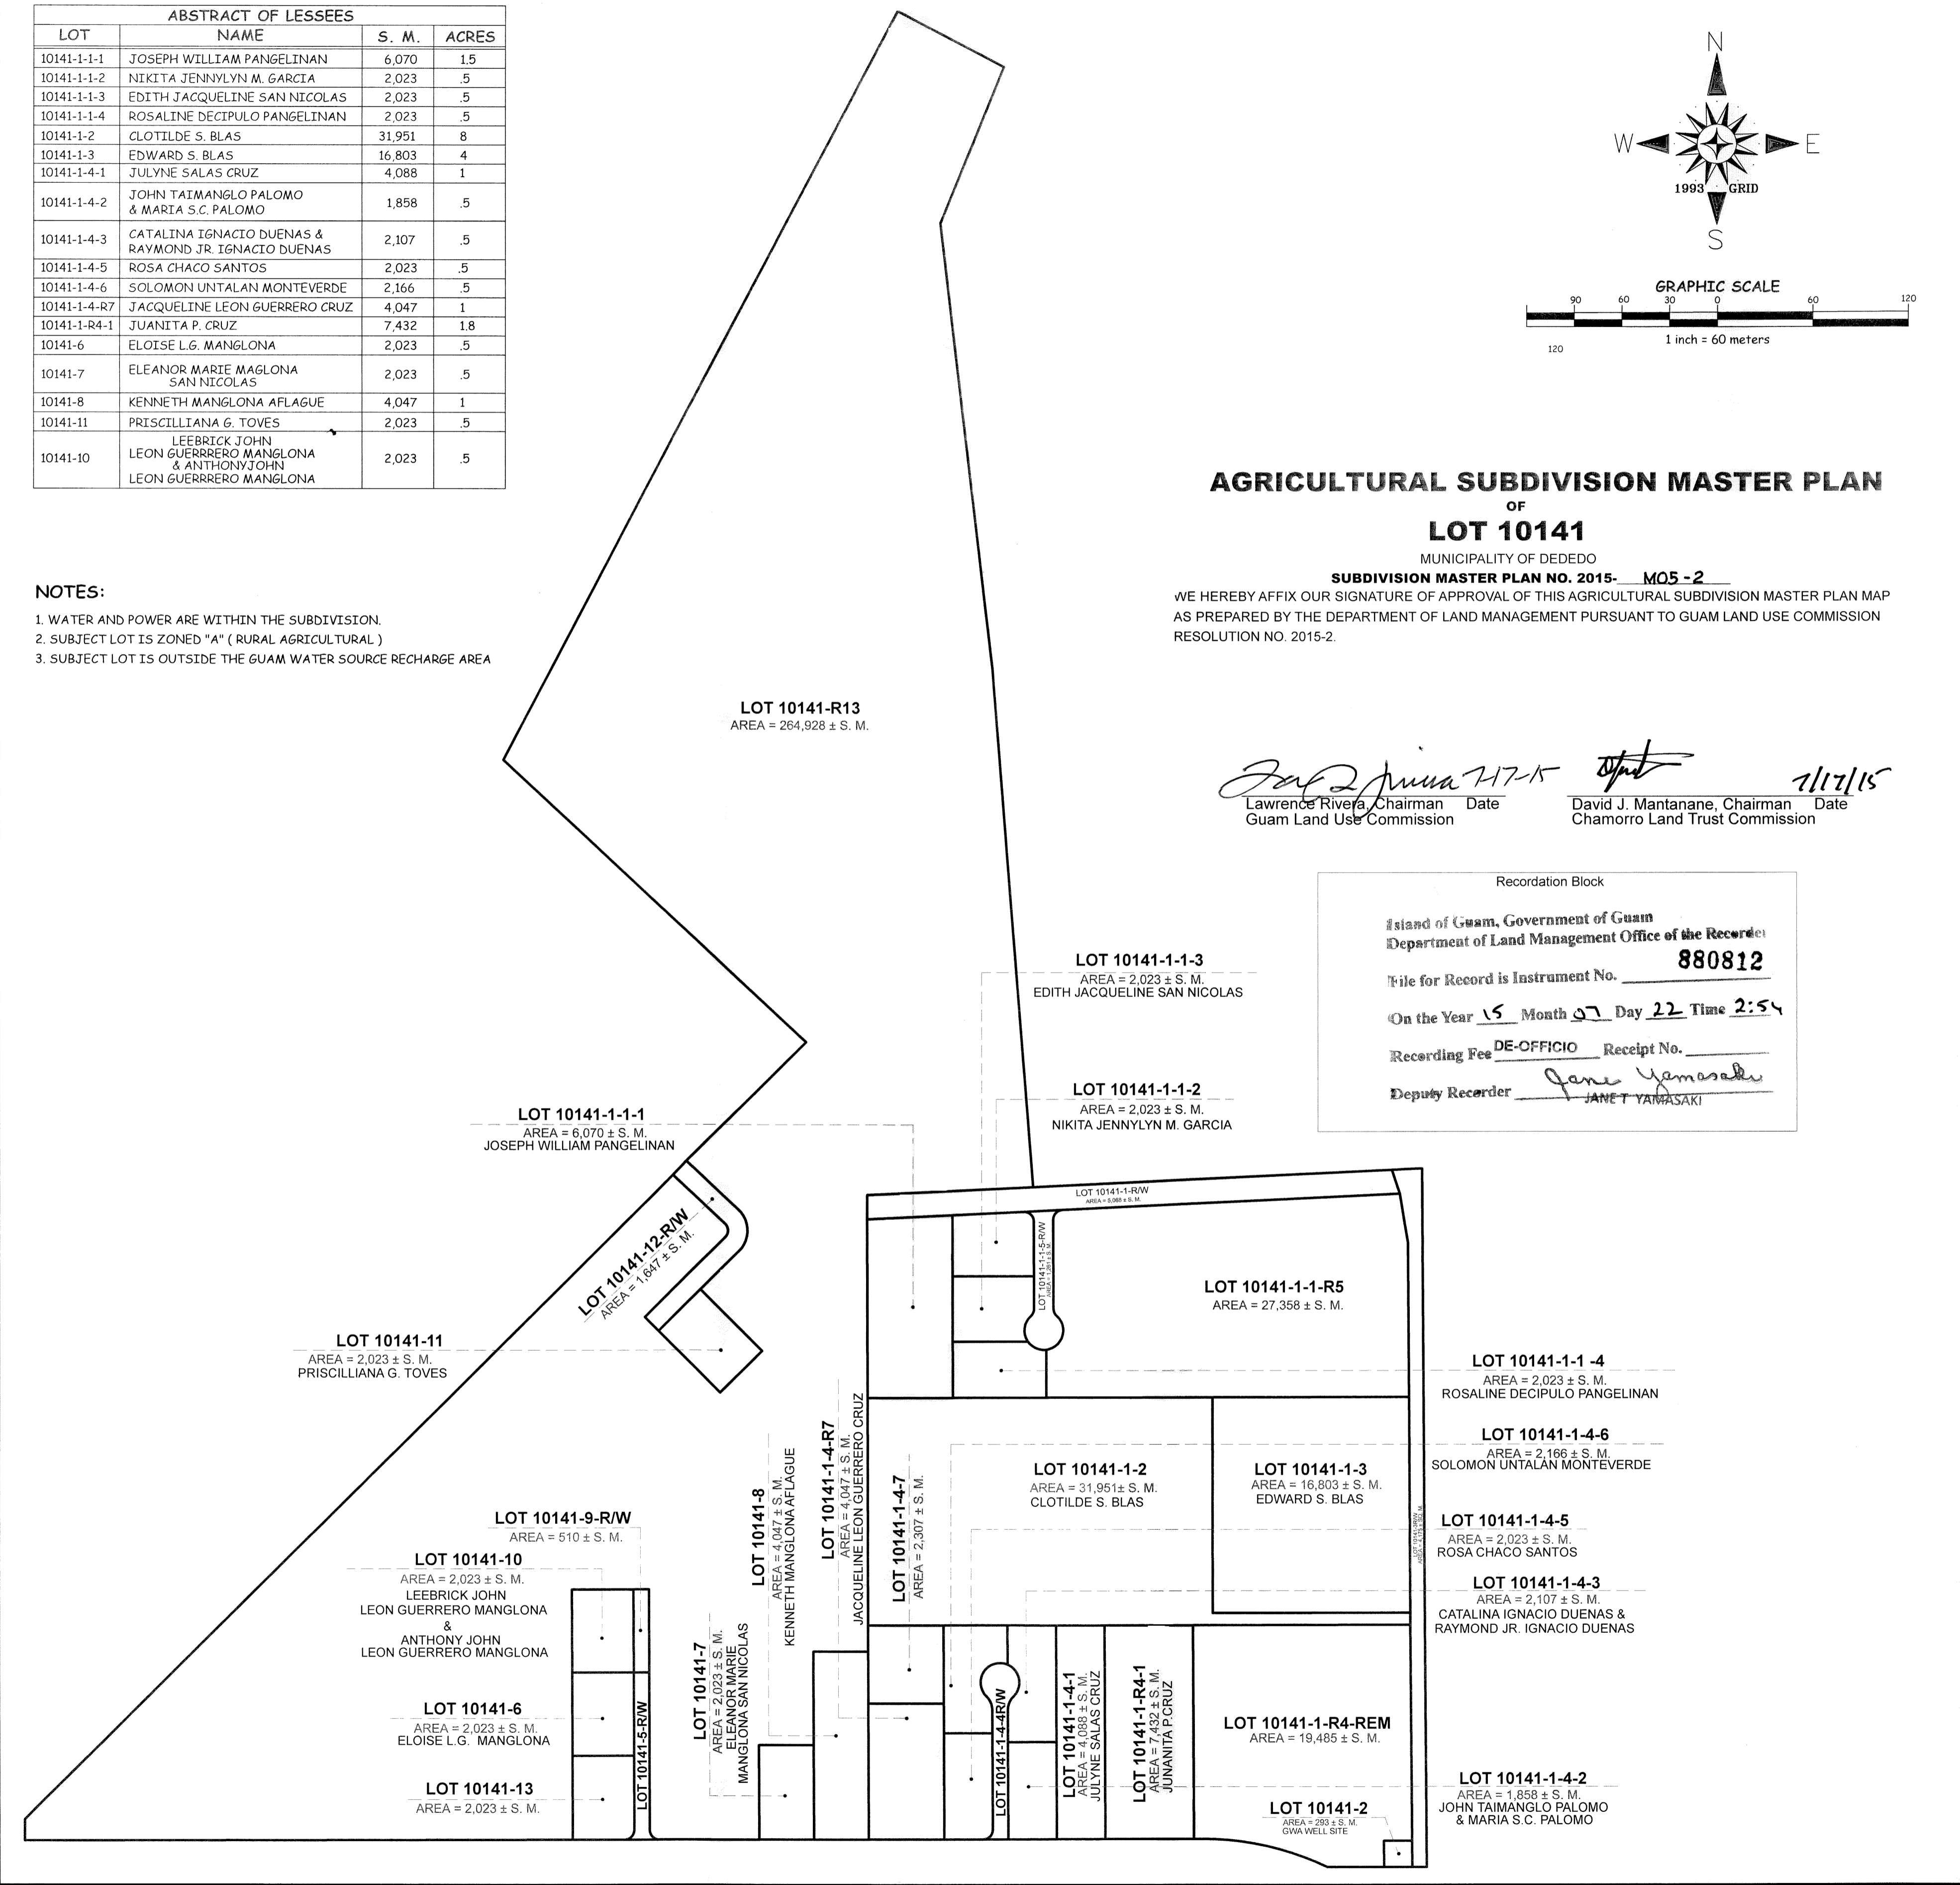 ABSTRACT OF LESSEES
LOT NAME S. M. ACRES
10141-1-1-1 JOSEPH WILLIAM PANGELINAN 6,070 1.5
10141-1-1-2 NIKITA JENNYLYN M. GARCIA 2,023 .5
10141-1-1-3 EDITH JACQUELINE SAN NICOLAS 2,023 .5
10141-1-1-4 ROSALINE DECIPULO PANGELINAN 2,023 .5
10141-1-2 CLOTILDE S. BLAS 31,951 8
10141-1-3 EDWARD S. BLAS 16,803 4
10141-1-4-1 JULYNE SALAS CRUZ 4,088 1
10141-1-4-2 JOHN TAIMANGLO PALOMO
& MARIA S.C. PALOMO 1,858 .5
10141-1-4-3 CATALINA IGNACIO DUENAS &
RAYMOND JR. IGNACIO DUENAS 2,107 .5
10141-1-4-5 ROSA CHACO SANTOS 2,023 .5
10141-1-4-6 SOLOMON UNTALAN MONTEVERDE 2,166 .5
10141-1-4-R7 JACQUELINE LEON GUERRERO CRUZ 4,047 1
10141-1-R4-1 JUANITA P. CRUZ 7,432 1.8
10141-6 ELOISE L.G. MANGLONA 2,023 .5
10141-7 ELEANOR MARIE MAGLONA
SAN NICOLAS 2,023 .5
10141-8 KENNETH MANGLONA AFLAGUE 4,047 1
10141-11 PRISCILLIANA G. TOVES 2,023 .5
10141-10 LEEBRICK JOHN
LEON GUERRRERO MANGLONA
& ANTHONYJOHN
LEON GUERRRERO MANGLONA 2,023 .5
N
W E
1993 GRID
S
GRAPHIC SCALE
90 60 30 0 60 120
1 inch = 60 meters
120
AGRICULTURAL SUBDIVISION MASTER PLAN
OF
LOT 10141
MUNICIPALITY OF DEDEDO
SUBDIVISION MASTER PLAN NO. 2015- M05-2
WE HEREBY AFFIX OUR SIGNATURE OF APPROVAL OF THIS AGRICULTURAL SUBDIVISION MASTER PLAN MAP
AS PREPARED BY THE DEPARTMENT OF LAND MANAGEMENT PURSUANT TO GUAM LAND USE COMMISSION
RESOLUTION NO. 2015-2.
NOTES:
1. WATER AND POWER ARE WITHIN THE SUBDIVISION.
2. SUBJECT LOT IS ZONED "A" ( RURAL AGRICULTURAL )
3. SUBJECT LOT IS OUTSIDE THE GUAM WATER SOURCE RECHARGE AREA
LOT 10141-R13
AREA = 264,928 ± S. M.
7-17-15
7/17/15
Lawrence Rivera, Chairman Date
Guam Land Use Commission
David J. Mantanane, Chairman Date
Chamorro Land Trust Commission
Recordation Block
Island of Guam, Government of Guam
Department of Land Management Office of the Recorder
File for Record is Instrument No. 880812
On the Year 15 Month 07 Day 22 Time 2:54
Recording Fee DE-OFFICIO Receipt No.
Deputy Recorder Jane Yamasaki
JANET YAMASAKI
LOT 10141-1-1-3
AREA = 2,023 ± S. M.
EDITH JACQUELINE SAN NICOLAS
LOT 10141-1-1-2
AREA = 2,023 ± S. M.
NIKITA JENNYLYN M. GARCIA
LOT 10141-1-1-1
AREA = 6,070 ± S. M.
JOSEPH WILLIAM PANGELINAN
LOT 10141-1-R/W
AREA = 5,088 ± S. M.
LOT 10141-12-R/W
AREA = 1,647 ± S. M.
LOT 10141-1-1-5-R/W
LOT 10141-1-1-R5
AREA = 27,358 ± S. M.
LOT 10141-11
AREA = 2,023 ± S. M.
PRISCILLIANA G. TOVES
LOT 10141-1-1 -4
AREA = 2,023 ± S. M.
ROSALINE DECIPULO PANGELINAN
LOT 10141-1-4-6
AREA = 2,166 ± S. M.
SOLOMON UNTALAN MONTEVERDE
LOT 10141-1-2
AREA = 31,951± S. M.
CLOTILDE S. BLAS
LOT 10141-1-3
AREA = 16,803 ± S. M.
EDWARD S. BLAS
LOT 10141-1-4-5
AREA = 2,023 ± S. M.
ROSA CHACO SANTOS
LOT 10141-1-4-3
AREA = 2,107 ± S. M.
CATALINA IGNACIO DUENAS &
RAYMOND JR. IGNACIO DUENAS
LOT 10141-8
AREA = 4,047 ± S. M.
KENNETH MANGLONA AFLAGUE
LOT 10141-1-4-R7
AREA = 4,047 ± S. M.
JACQUELINE LEON GUERRERO CRUZ
LOT 10141-1-4-7
AREA = 2,307 ± S. M.
LOT 10141-9-R/W
AREA = 510 ± S. M.
LOT 10141-10
AREA = 2,023 ± S. M.
LEEBRICK JOHN
LEON GUERRERO MANGLONA
&
ANTHONY JOHN
LEON GUERRERO MANGLONA
LOT 10141-6
AREA = 2,023 ± S. M.
ELOISE L.G. MANGLONA
LOT 10141-13
AREA = 2,023 ± S. M.
LOT 10141-5-R/W
LOT 10141-7
AREA = 2,023 ± S. M.
ELEANOR MARIE
MANGLONA SAN NICOLAS
LOT 10141-1-4-4R/W
LOT 10141-1-4-1
AREA = 4,088 ± S. M.
JULYNE SALAS CRUZ
LOT 10141-1-R4-1
AREA = 7,432 ± S. M.
JUNANITA P.CRUZ
LOT 10141-1-R4-REM
AREA = 19,485 ± S. M.
LOT 10141-1-4-2
AREA = 1,858 ± S. M.
JOHN TAIMANGLO PALOMO
& MARIA S.C. PALOMO
LOT 10141-2
AREA = 293 ± S. M.
GWA WELL SITE